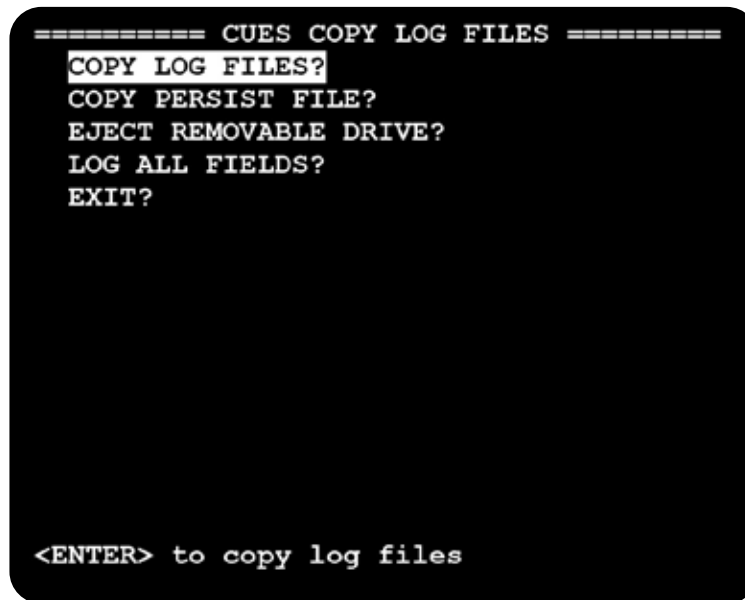 ========== CUES COPY LOG FILES =========
COPY LOG FILES?
COPY PERSIST FILE?
EJECT REMOVABLE DRIVE?
LOG ALL FIELDS?
EXIT?
<ENTER> to copy log files